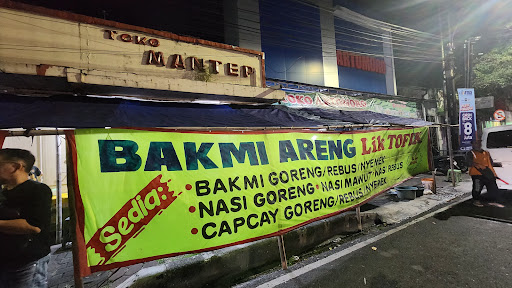 TOKO
MANTEP
BAKMI ARENG Lik TOFIK
Sedia:
• BAKMI GORENG/REBUS/NYEMEK
• NASI GORENG • NASI MAWUT • NASI REBUS
• CAPCAY GORENG/REBUS/NYEMEK
8